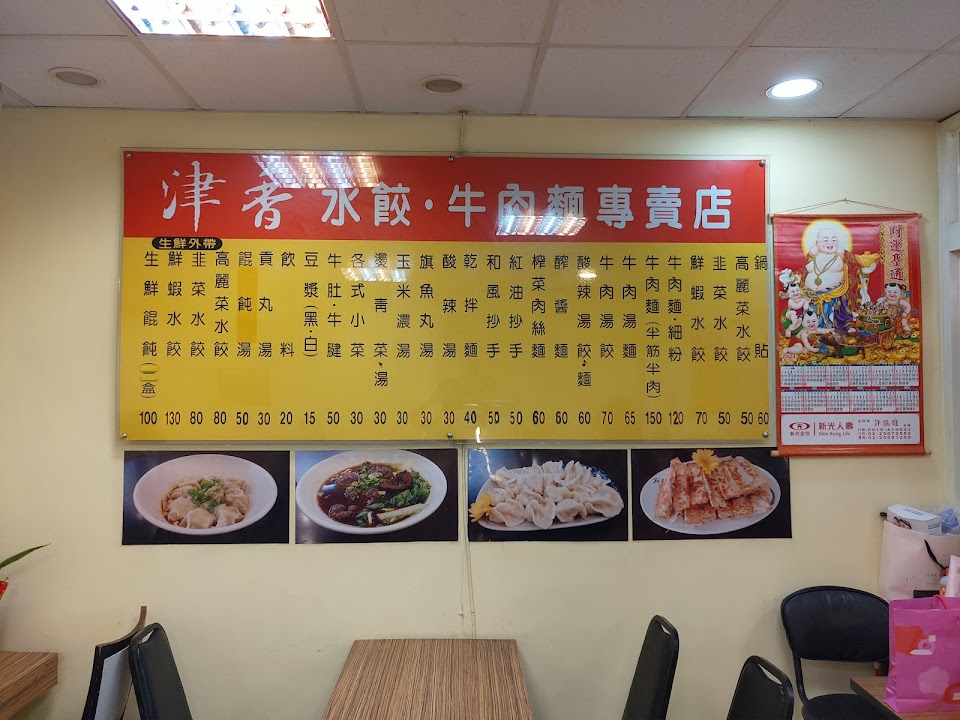 津香 水餃·牛肉麵專賣店
鍋貼 60
高麗菜水餃 50
韭菜水餃 50
鮮蝦水餃 70
牛肉麵·細粉 120
牛肉麵(半筋半肉) 150
牛肉湯麵 65
牛肉湯餃 70
酸辣湯餃、麵 60
醡醬麵 60
榨菜肉絲麵 60
紅油抄手 50
和風抄手 50
乾拌麵 40
酸辣湯 30
旗魚丸湯 30
玉米濃湯 30
燙青菜、湯 30
各式小菜 30
牛肚·牛腱 50
豆漿(黑·白) 15
飲料 20
貢丸湯 30
餛飩湯 50
生鮮外帶
高麗菜水餃 80
韭菜水餃 80
鮮蝦水餃 130
生鮮餛飩(一盒) 100
財運亨通
新光人壽
Shin Kong Life